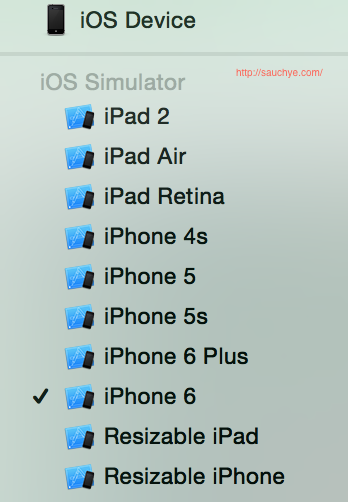 iOS Device
http://sauchye.com/
iOS Simulator
iPad 2
iPad Air
iPad Retina
iPhone 4s
iPhone 5
iPhone 5s
iPhone 6 Plus
iPhone 6
Resizable iPad
Resizable iPhone